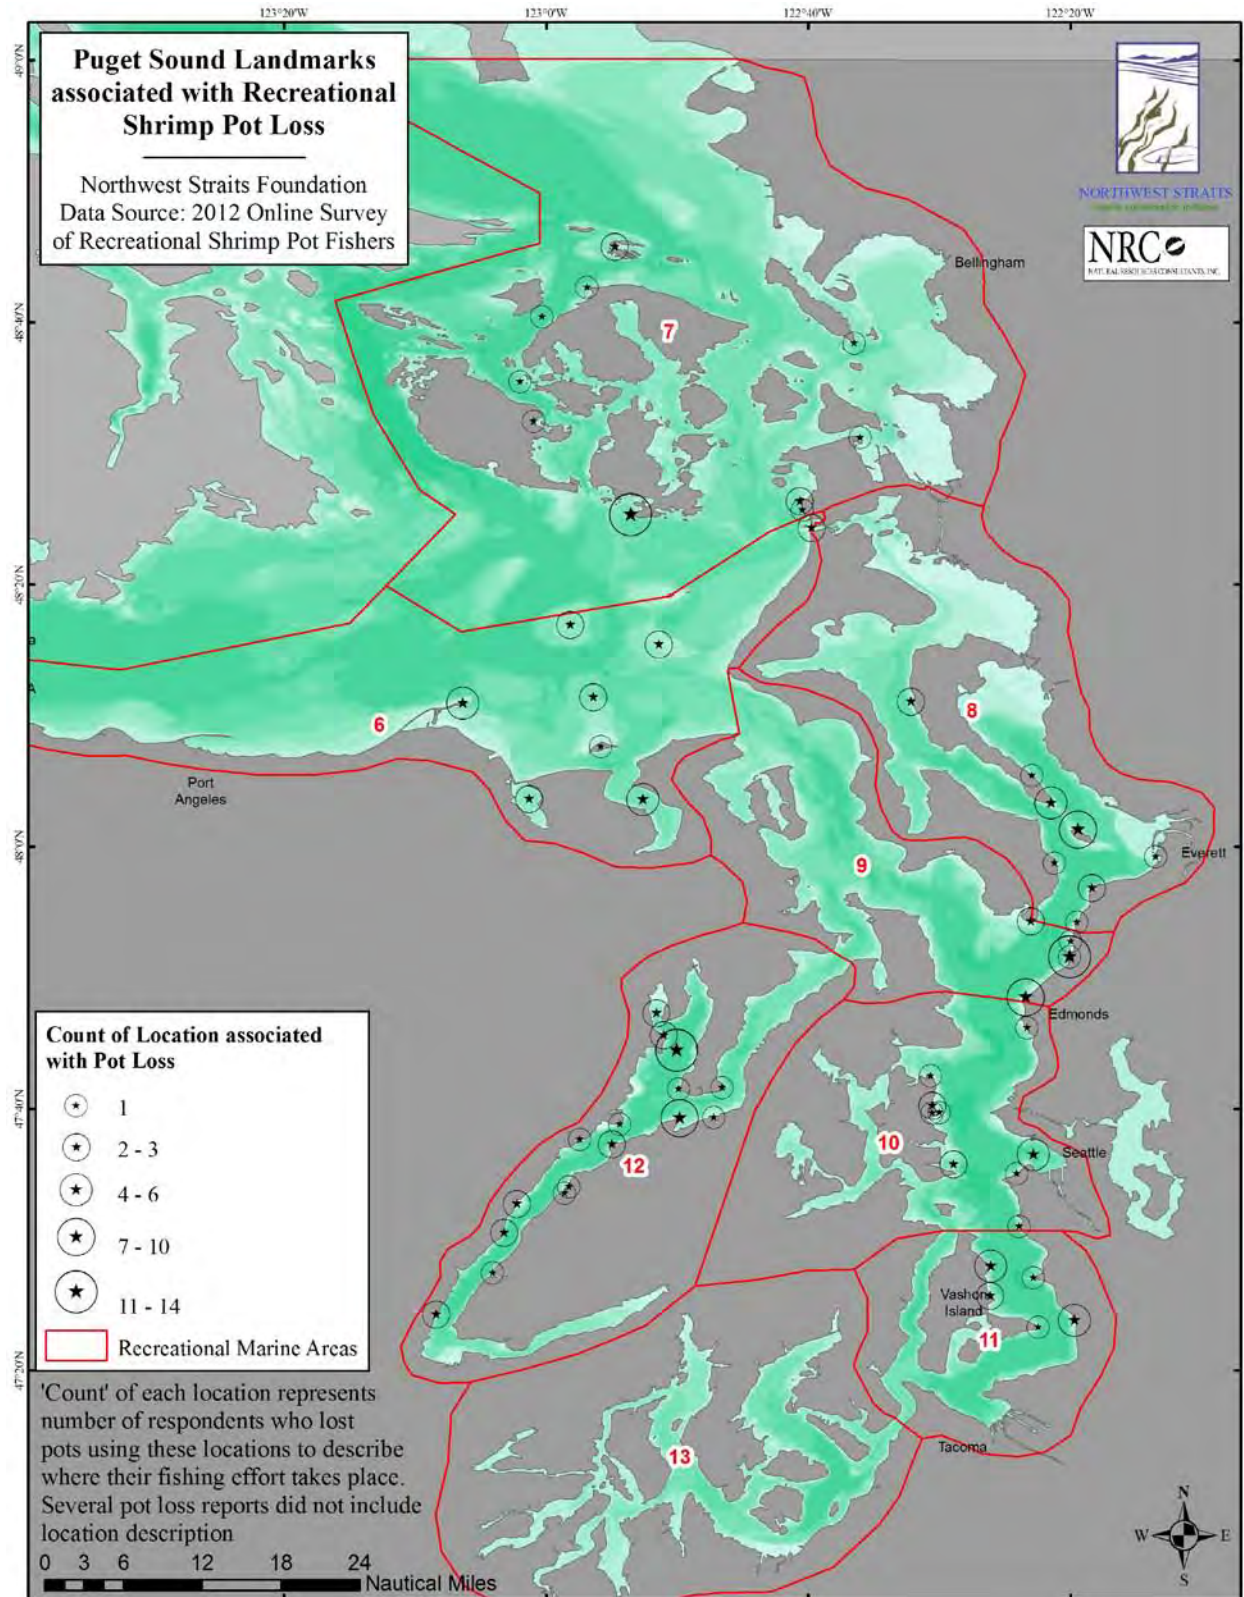 123°20'W
123°0'W
122°40'W
122°20'W
Puget Sound Landmarks
associated with Recreational
Shrimp Pot Loss
Northwest Straits Foundation
Data Source: 2012 Online Survey
of Recreational Shrimp Pot Fishers
NORTHWEST STRAITS
NRC
NATURAL RESOURCES CONSULTANTS, INC.
49°0'N
48°40'N
48°20'N
48°0'N
47°40'N
47°20'N
Bellingham
7
6
8
Port
Angeles
9
Everett
Edmonds
10
Seattle
12
Vashon
Island
11
13
Tacoma
Count of Location associated
with Pot Loss
1
2 - 3
4 - 6
7 - 10
11 - 14
Recreational Marine Areas
'Count' of each location represents
number of respondents who lost
pots using these locations to describe
where their fishing effort takes place.
Several pot loss reports did not include
location description
0 3 6 12 18 24
Nautical Miles
N
W E
S